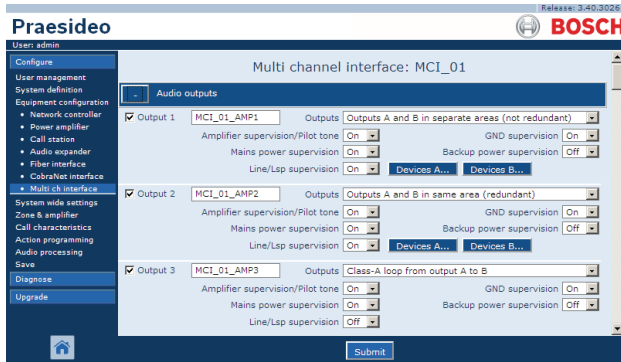 Release: 3.40.3026
Praesideo
BOSCH
User: admin
Configure
User management
System definition
Equipment configuration
• Network controller
• Power amplifier
• Call station
• Audio expander
• Fiber interface
• CobraNet interface
• Multi ch interface
System wide settings
Zone & amplifier
Call characteristics
Action programming
Audio processing
Save
Diagnose
Upgrade
Multi channel interface: MCI_01
- Audio outputs
Output 1 MCI_01_AMP1 Outputs Outputs A and B in separate areas (not redundant)
Amplifier supervision/Pilot tone On GND supervision On
Mains power supervision On Backup power supervision Off
Line/Lsp supervision On Devices A... Devices B...
Output 2 MCI_01_AMP2 Outputs Outputs A and B in same area (redundant)
Amplifier supervision/Pilot tone On GND supervision On
Mains power supervision On Backup power supervision Off
Line/Lsp supervision On Devices A... Devices B...
Output 3 MCI_01_AMP3 Outputs Class-A loop from output A to B
Amplifier supervision/Pilot tone On GND supervision On
Mains power supervision On Backup power supervision Off
Line/Lsp supervision Off
Submit